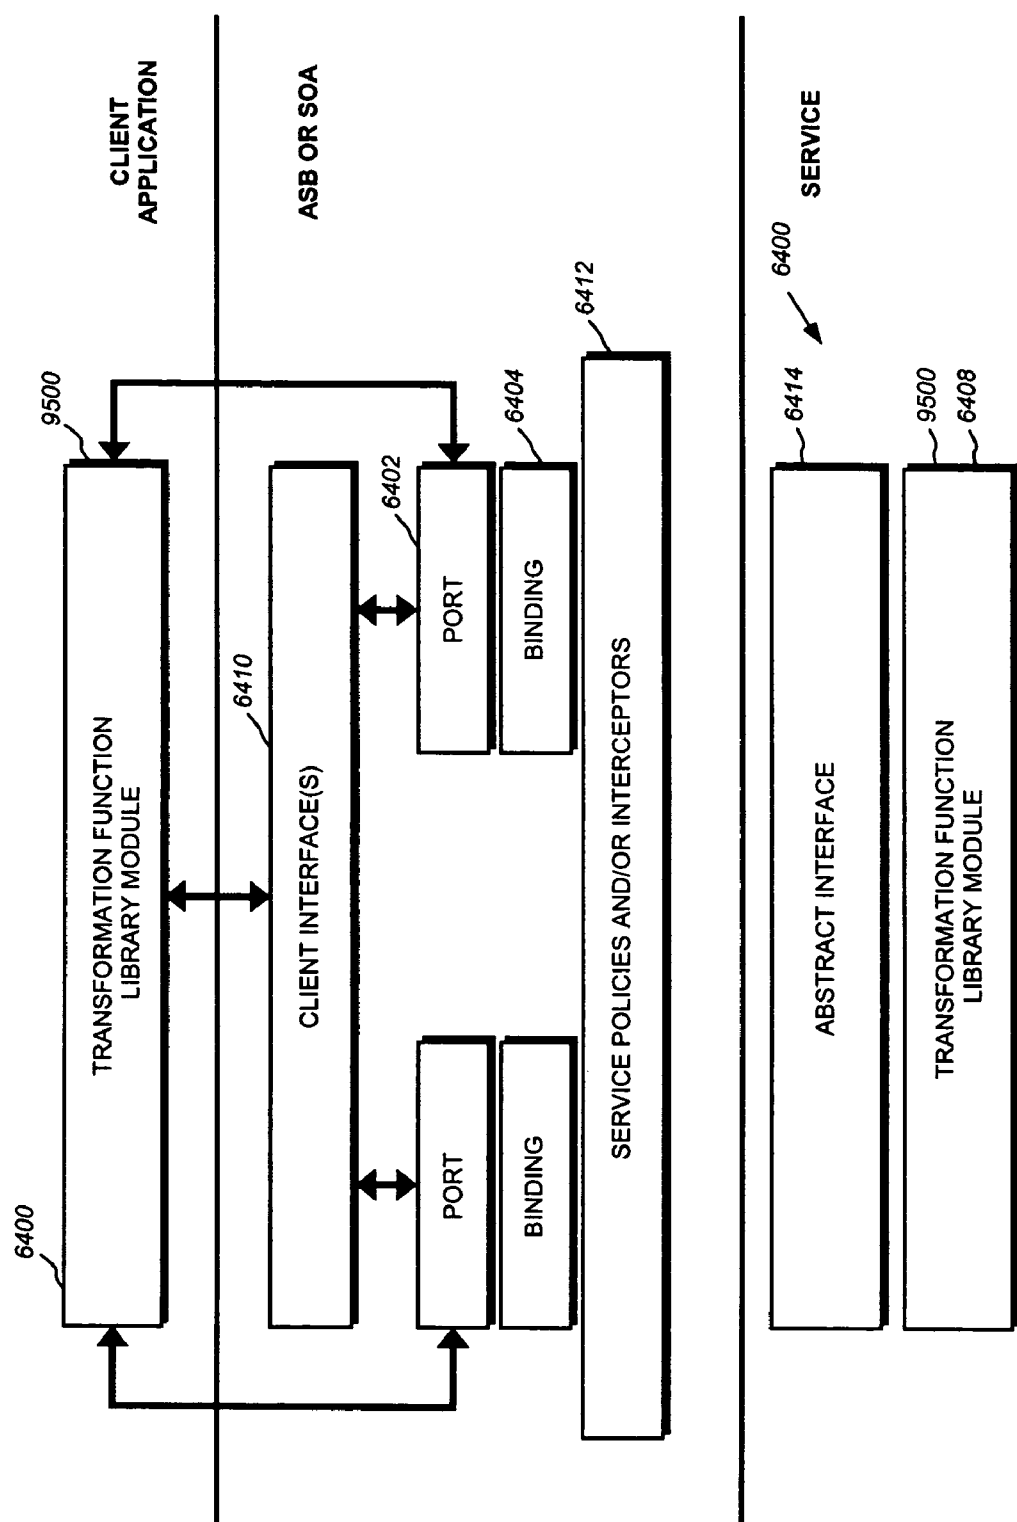 CLIENT
APPLICATION
6400
9500
TRANSFORMATION FUNCTION
LIBRARY MODULE
ASB OR SOA
6410
CLIENT INTERFACE(S)
6402
PORT
PORT
6404
BINDING
BINDING
6412
SERVICE POLICIES AND/OR INTERCEPTORS
SERVICE
6400
6414
ABSTRACT INTERFACE
9500
6408
TRANSFORMATION FUNCTION
LIBRARY MODULE